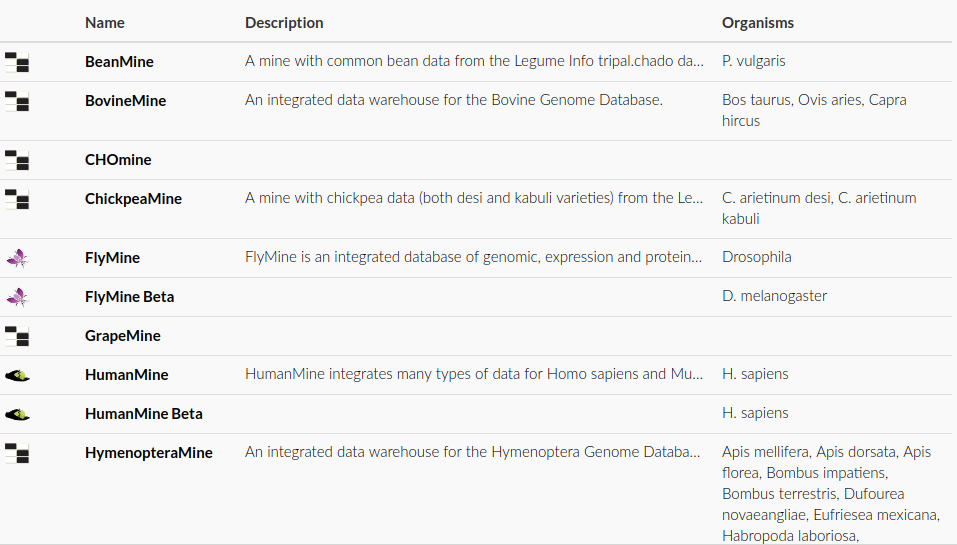 Name Description Organisms
BeanMine A mine with common bean data from the Legume Info tripal.chado da... P. vulgaris
BovineMine An integrated data warehouse for the Bovine Genome Database. Bos taurus, Ovis aries, Capra
hircus
CHOmine
ChickpeaMine A mine with chickpea data (both desi and kabuli varieties) from the Le... C. arietinum desi, C. arietinum
kabuli
FlyMine FlyMine is an integrated database of genomic, expression and protein... Drosophila
FlyMine Beta D. melanogaster
GrapeMine
HumanMine HumanMine integrates many types of data for Homo sapiens and Mu... H. sapiens
HumanMine Beta H. sapiens
HymenopteraMine An integrated data warehouse for the Hymenoptera Genome Databa... Apis mellifera, Apis dorsata, Apis
florea, Bombus impatiens,
Bombus terrestris, Dufourea
novaeangliae, Eufriesea mexicana,
Habropoda laboriosa,